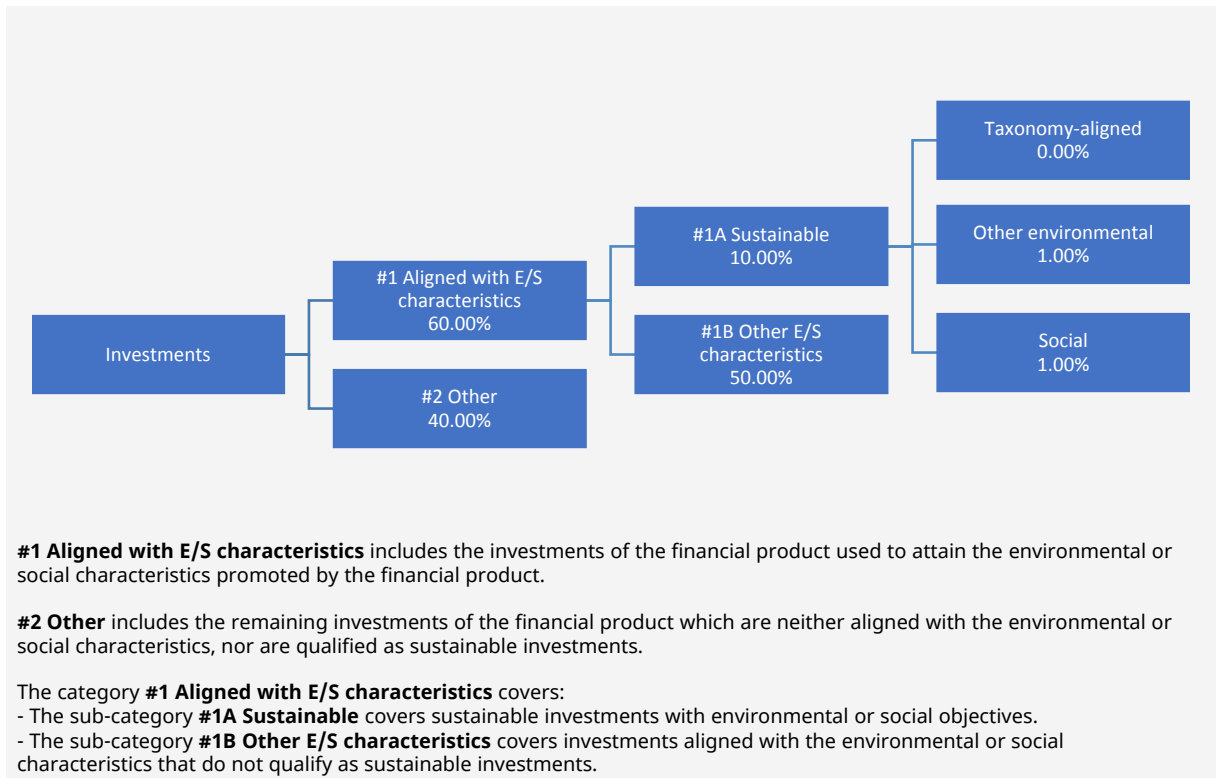 Investments
#1 Aligned with E/S
characteristics
60.00%
#2 Other
40.00%
#1A Sustainable
10.00%
#1B Other E/S
characteristics
50.00%
Taxonomy-aligned
0.00%
Other environmental
1.00%
Social
1.00%
#1 Aligned with E/S characteristics includes the investments of the financial product used to attain the environmental or
social characteristics promoted by the financial product.
#2 Other includes the remaining investments of the financial product which are neither aligned with the environmental or
social characteristics, nor are qualified as sustainable investments.
The category #1 Aligned with E/S characteristics covers:
- The sub-category #1A Sustainable covers sustainable investments with environmental or social objectives.
- The sub-category #1B Other E/S characteristics covers investments aligned with the environmental or social
characteristics that do not qualify as sustainable investments.